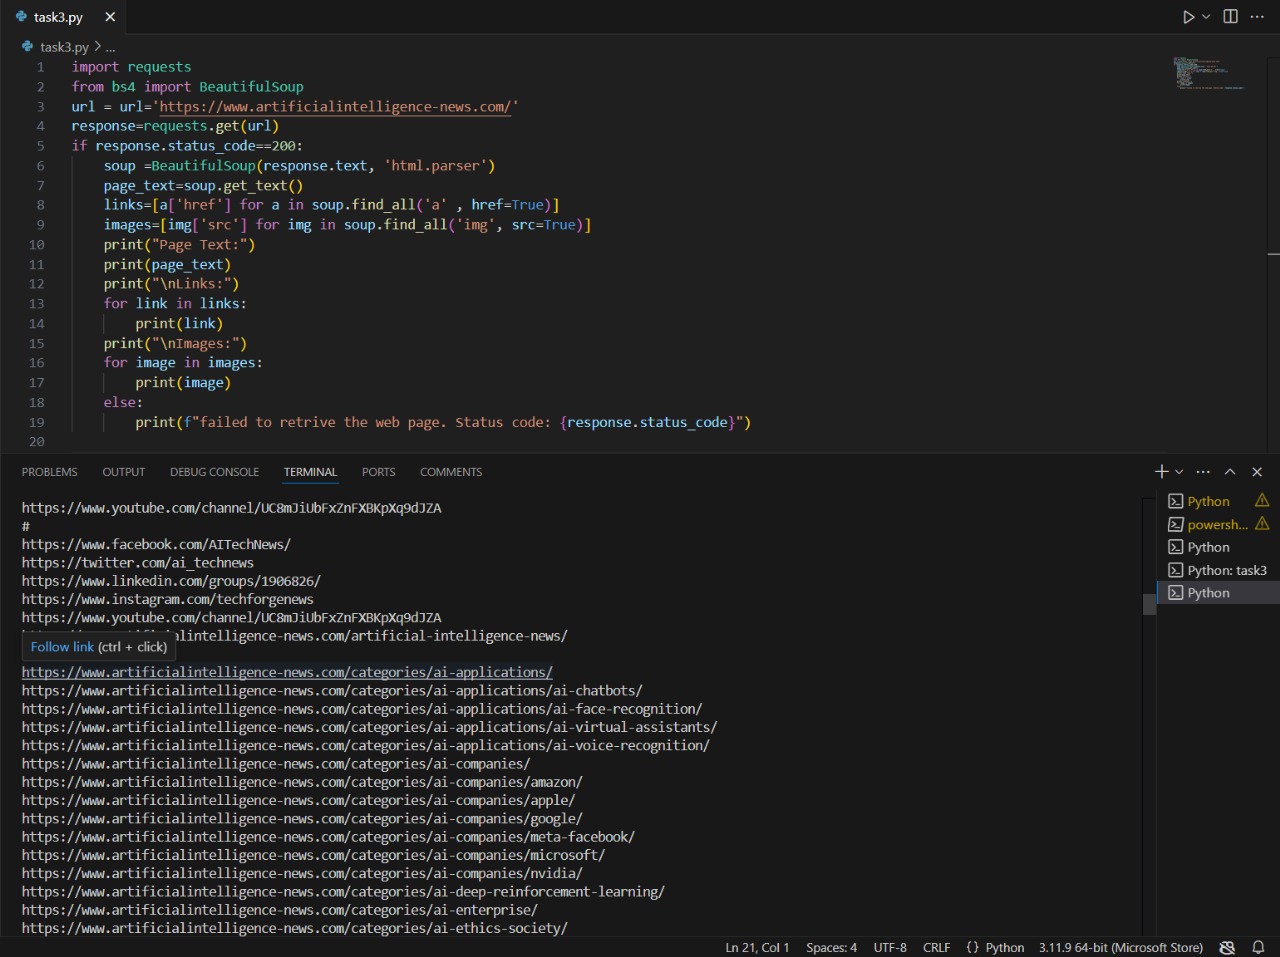 task3.py
task3.py > ...
1 import requests
2 from bs4 import BeautifulSoup
3 url = url='https://www.artificialintelligence-news.com/'
4 response=requests.get(url)
5 if response.status_code==200:
6     soup =BeautifulSoup(response.text, 'html.parser')
7     page_text=soup.get_text()
8     links=[a['href'] for a in soup.find_all('a' , href=True)]
9     images=[img['src'] for img in soup.find_all('img', src=True)]
10     print("Page Text:")
11     print(page_text)
12     print("\nLinks:")
13     for link in links:
14         print(link)
15     print("\nImages:")
16     for image in images:
17         print(image)
18     else:
19         print(f"failed to retrive the web page. Status code: {response.status_code}")
20
PROBLEMS OUTPUT DEBUG CONSOLE TERMINAL PORTS COMMENTS
https://www.youtube.com/channel/UC8mJiUbFxZnFXBKpXq9dJZA
#
https://www.facebook.com/AITechNews/
https://twitter.com/ai_technews
https://www.linkedin.com/groups/1906826/
https://www.instagram.com/techforgenews
https://www.youtube.com/channel/UC8mJiUbFxZnFXBKpXq9dJZA
ialintelligence-news.com/artificial-intelligence-news/
Follow link (ctrl + click)
https://www.artificialintelligence-news.com/categories/ai-applications/
https://www.artificialintelligence-news.com/categories/ai-applications/ai-chatbots/
https://www.artificialintelligence-news.com/categories/ai-applications/ai-face-recognition/
https://www.artificialintelligence-news.com/categories/ai-applications/ai-virtual-assistants/
https://www.artificialintelligence-news.com/categories/ai-applications/ai-voice-recognition/
https://www.artificialintelligence-news.com/categories/ai-companies/
https://www.artificialintelligence-news.com/categories/ai-companies/amazon/
https://www.artificialintelligence-news.com/categories/ai-companies/apple/
https://www.artificialintelligence-news.com/categories/ai-companies/google/
https://www.artificialintelligence-news.com/categories/ai-companies/meta-facebook/
https://www.artificialintelligence-news.com/categories/ai-companies/microsoft/
https://www.artificialintelligence-news.com/categories/ai-companies/nvidia/
https://www.artificialintelligence-news.com/categories/ai-deep-reinforcement-learning/
https://www.artificialintelligence-news.com/categories/ai-enterprise/
https://www.artificialintelligence-news.com/categories/ai-ethics-society/
Python
powersh...
Python
Python: task3
Python
Ln 21, Col 1 Spaces: 4 UTF-8 CRLF {} Python 3.11.9 64-bit (Microsoft Store)